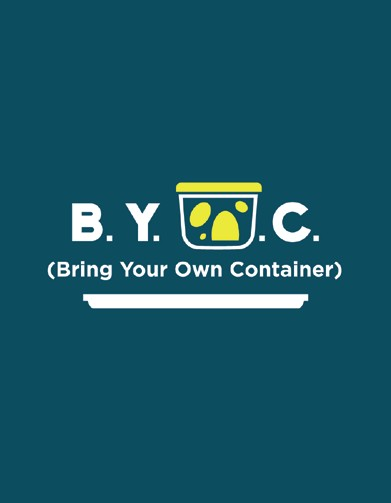 B. Y. .C.
(Bring Your Own Container)